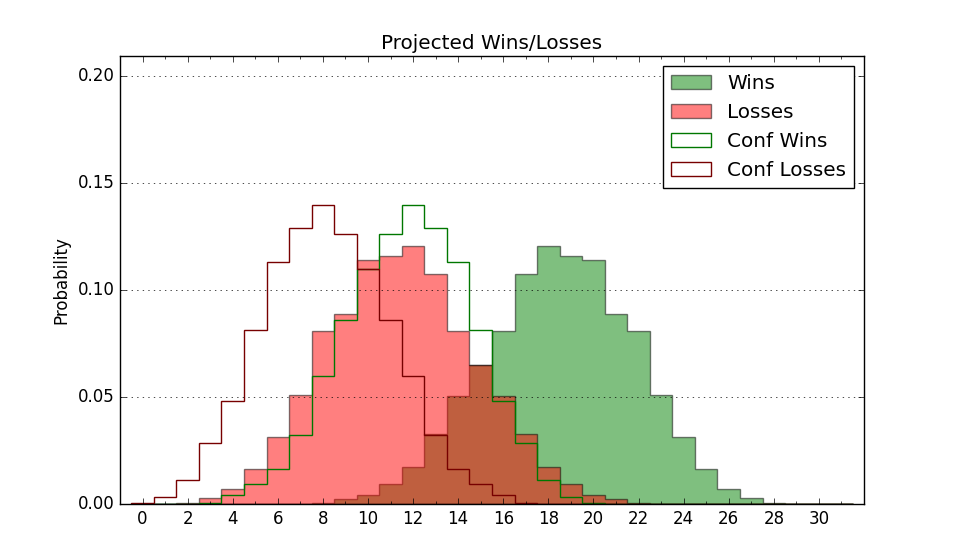 Projected Wins/Losses
Wins
Losses
Conf Wins
Conf Losses
Probability
0.20
0.15
0.10
0.05
0.00
0 2 4 6 8 10 12 14 16 18 20 22 24 26 28 30